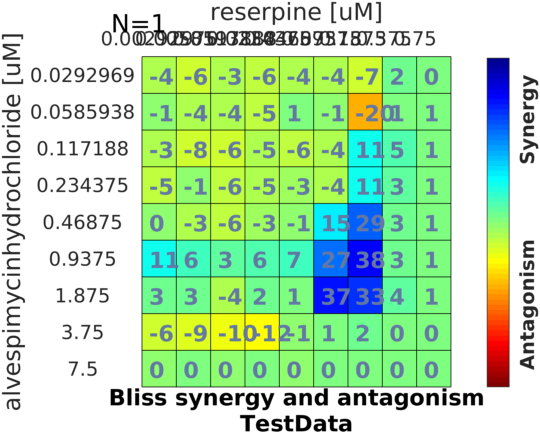 reserpine [uM]
N=1
alvespimycinhydrochloride [uM]
0.0292969 -4 -6 -3 -6 -4 -4 -7 2 0
0.0585938 -1 -4 -4 -5 1 -1 -20 1 1
0.117188 -3 -8 -6 -5 -6 -4 11 5 1
0.234375 -5 -1 -6 -5 -3 -4 11 3 1
0.46875 0 -3 -6 -3 -1 15 29 3 1
0.9375 11 6 3 6 7 27 38 3 1
1.875 3 3 -4 2 1 37 33 4 1
3.75 -6 -9 -10 -12 -1 1 2 0 0
7.5 0 0 0 0 0 0 0 0 0
Synergy
Antagonism
Bliss synergy and antagonism
TestData